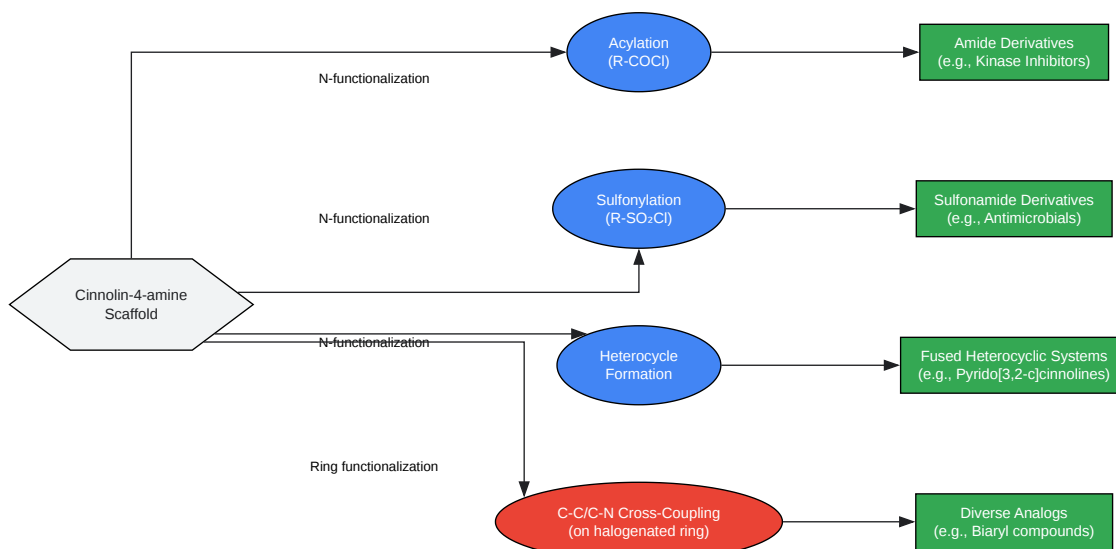 Acylation
(R-COCl)
Amide Derivatives
(e.g., Kinase Inhibitors)
N-functionalization
Sulfonylation
(R-SO₂Cl)
Sulfonamide Derivatives
(e.g., Antimicrobials)
N-functionalization
Cinnolin-4-amine
Scaffold
N-functionalization
Heterocycle
Formation
Fused Heterocyclic Systems
(e.g., Pyrido[3,2-c]cinnolines)
Ring functionalization
C-C/C-N Cross-Coupling
(on halogenated ring)
Diverse Analogs
(e.g., Biaryl compounds)